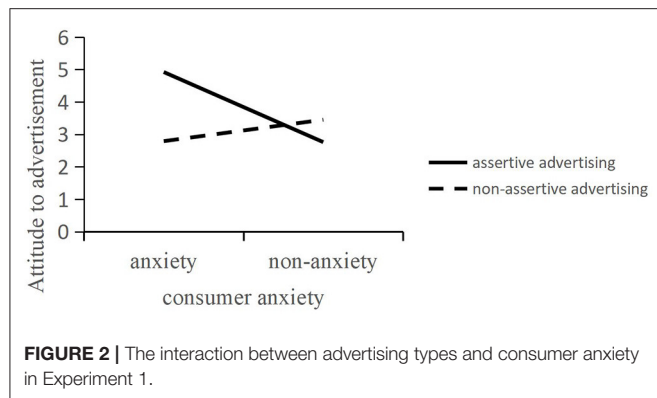 6
5
4
3
2
1
0
Attitude to advertisement
anxiety non-anxiety
consumer anxiety
assertive advertising
non-assertive advertising
FIGURE 2 | The interaction between advertising types and consumer anxiety
in Experiment 1.